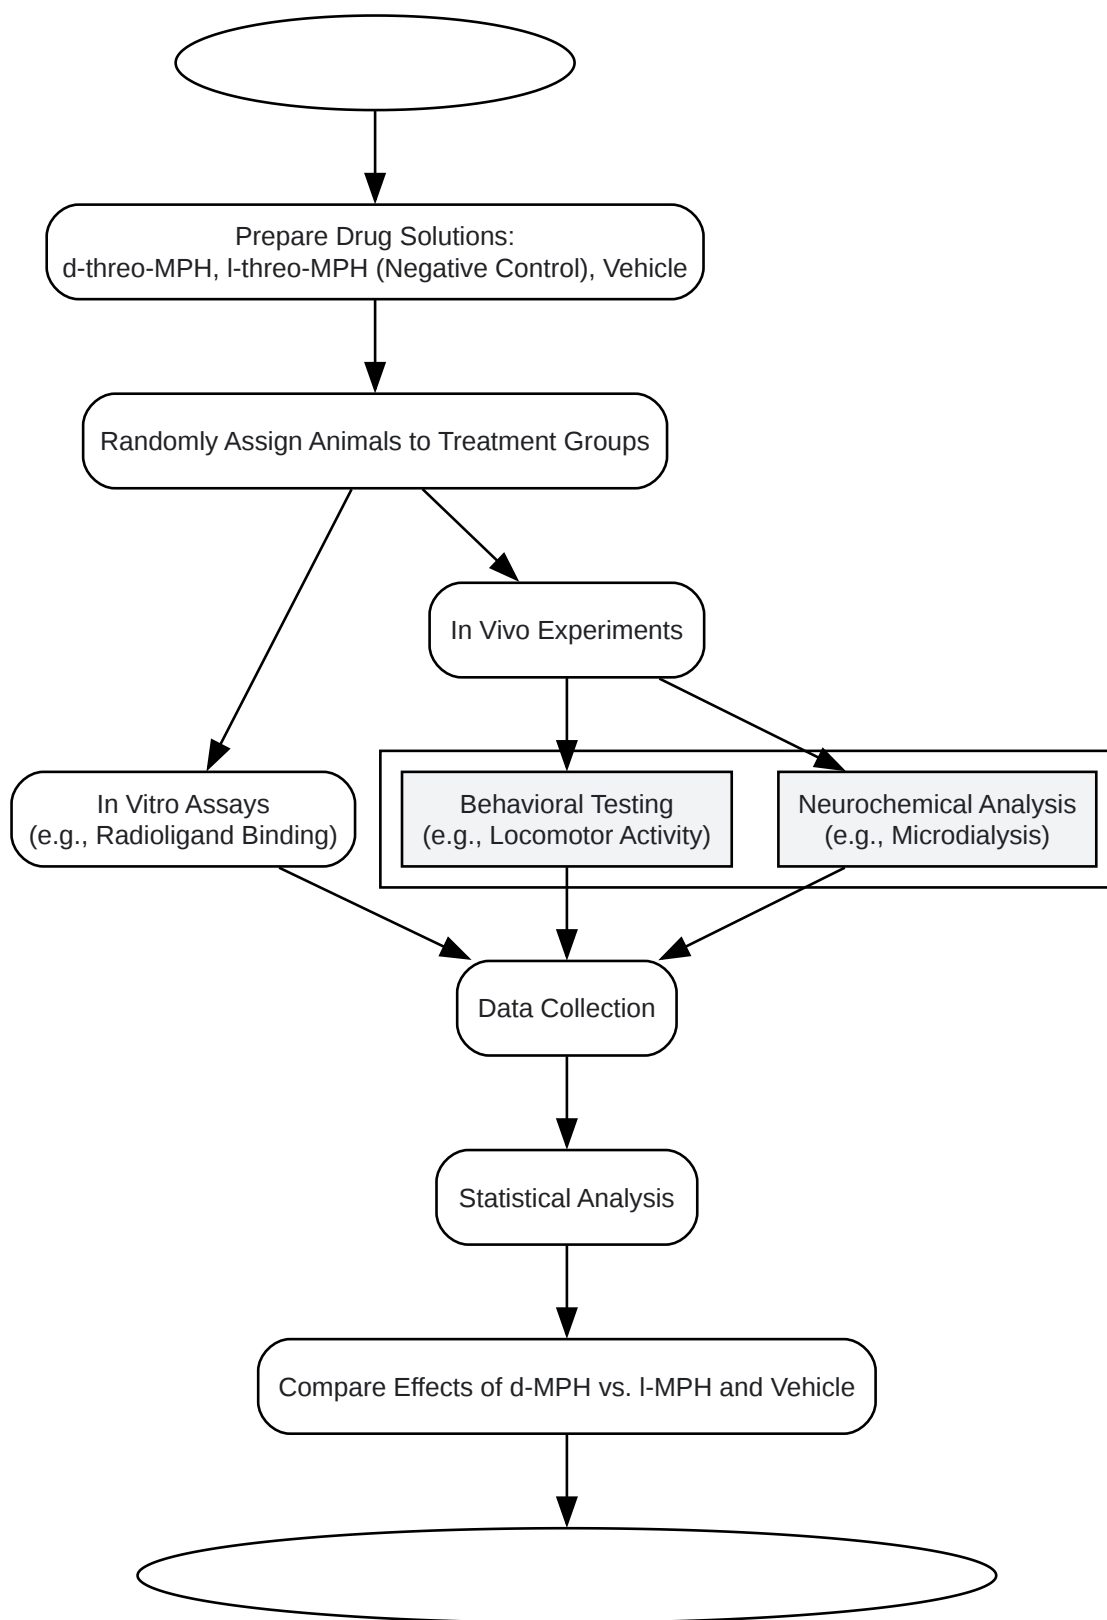 Prepare Drug Solutions:
d-threo-MPH, l-threo-MPH (Negative Control), Vehicle
Randomly Assign Animals to Treatment Groups
In Vivo Experiments
In Vitro Assays
(e.g., Radioligand Binding)
Behavioral Testing
(e.g., Locomotor Activity)
Neurochemical Analysis
(e.g., Microdialysis)
Data Collection
Statistical Analysis
Compare Effects of d-MPH vs. l-MPH and Vehicle